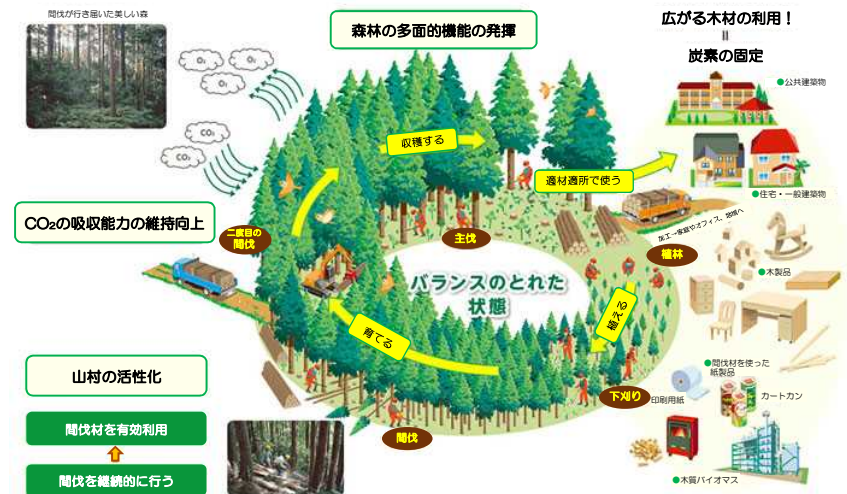 間伐が行き届いた美しい森
森林の多面的機能の発揮
広がる木材の利用！
＝
炭素の固定
●公共建築物
O₂
O₂
O₂
CO₂
CO₂
収穫する
適材適所で使う
●住宅・一般建築物
CO₂の吸収能力の維持向上
二度目の
間伐
主伐
加工→家庭やオフィス、地域へ
植林
バランスのとれた
状態
●木製品
植える
育てる
山村の活性化
●間伐材を使った
紙製品
下刈り
印刷用紙
カートカン
間伐材を有効利用
間伐
間伐を継続的に行う
●木質バイオマス